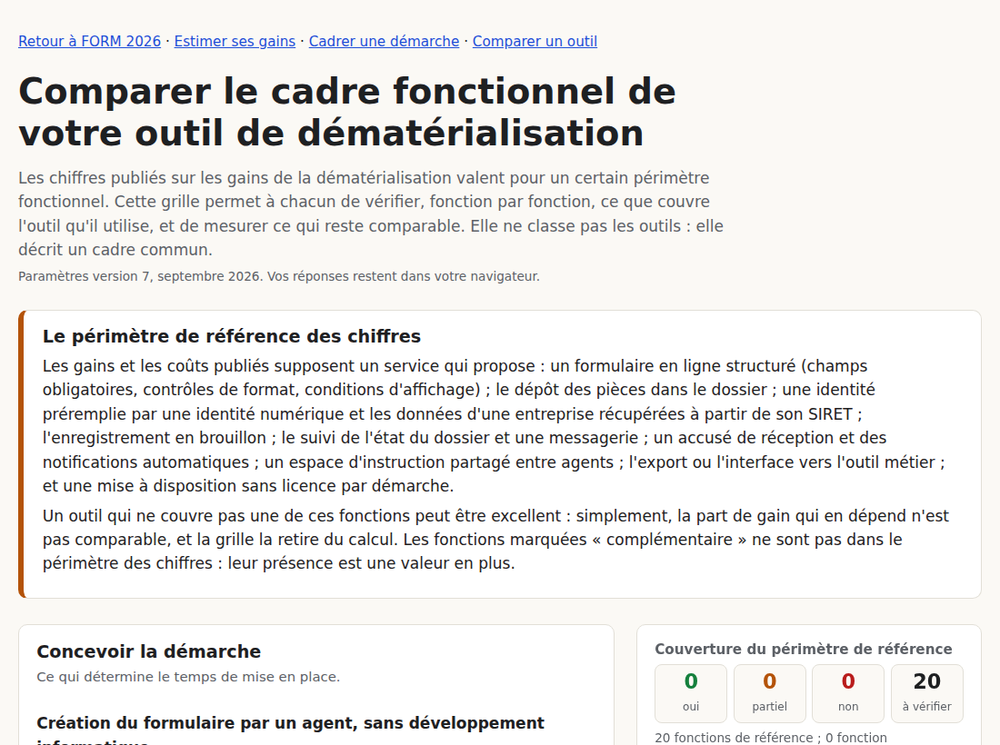 Retour à FORM 2026 · Estimer ses gains · Cadrer une démarche · Comparer un outil
Comparer le cadre fonctionnel de
votre outil de dématérialisation
Les chiffres publiés sur les gains de la dématérialisation valent pour un certain périmètre
fonctionnel. Cette grille permet à chacun de vérifier, fonction par fonction, ce que couvre
l'outil qu'il utilise, et de mesurer ce qui reste comparable. Elle ne classe pas les outils : elle
décrit un cadre commun.
Paramètres version 7, septembre 2026. Vos réponses restent dans votre navigateur.
Le périmètre de référence des chiffres
Les gains et les coûts publiés supposent un service qui propose : un formulaire en ligne structuré (champs
obligatoires, contrôles de format, conditions d'affichage) ; le dépôt des pièces dans le dossier ; une identité
préremplie par une identité numérique et les données d'une entreprise récupérées à partir de son SIRET ;
l'enregistrement en brouillon ; le suivi de l'état du dossier et une messagerie ; un accusé de réception et des
notifications automatiques ; un espace d'instruction partagé entre agents ; l'export ou l'interface vers l'outil métier ;
et une mise à disposition sans licence par démarche.
Un outil qui ne couvre pas une de ces fonctions peut être excellent : simplement, la part de gain qui en dépend n'est
pas comparable, et la grille la retire du calcul. Les fonctions marquées « complémentaire » ne sont pas dans le
périmètre des chiffres : leur présence est une valeur en plus.
Concevoir la démarche
Ce qui détermine le temps de mise en place.
Création du formulaire par un agent, sans développement
informatique
Couverture du périmètre de référence
0 0 0 20
oui partiel non à vérifier
20 fonctions de référence ; 0 fonction